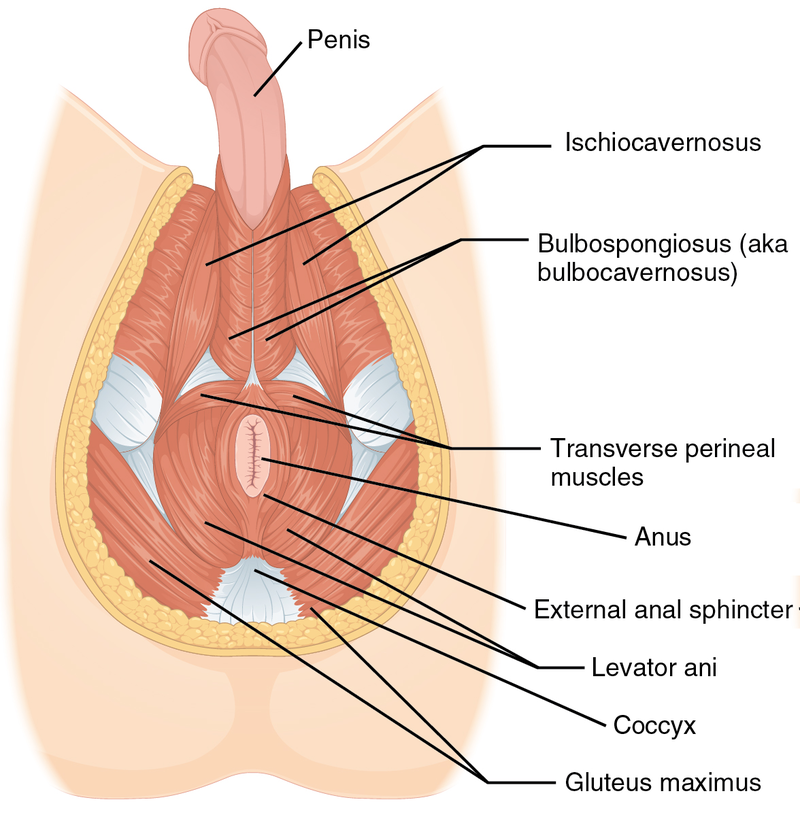 Penis
Ischiocavernosus
Bulbospongiosus (aka
bulbocavernosus)
Transverse perineal
muscles
Anus
External anal sphincter
Levator ani
Coccyx
Gluteus maximus